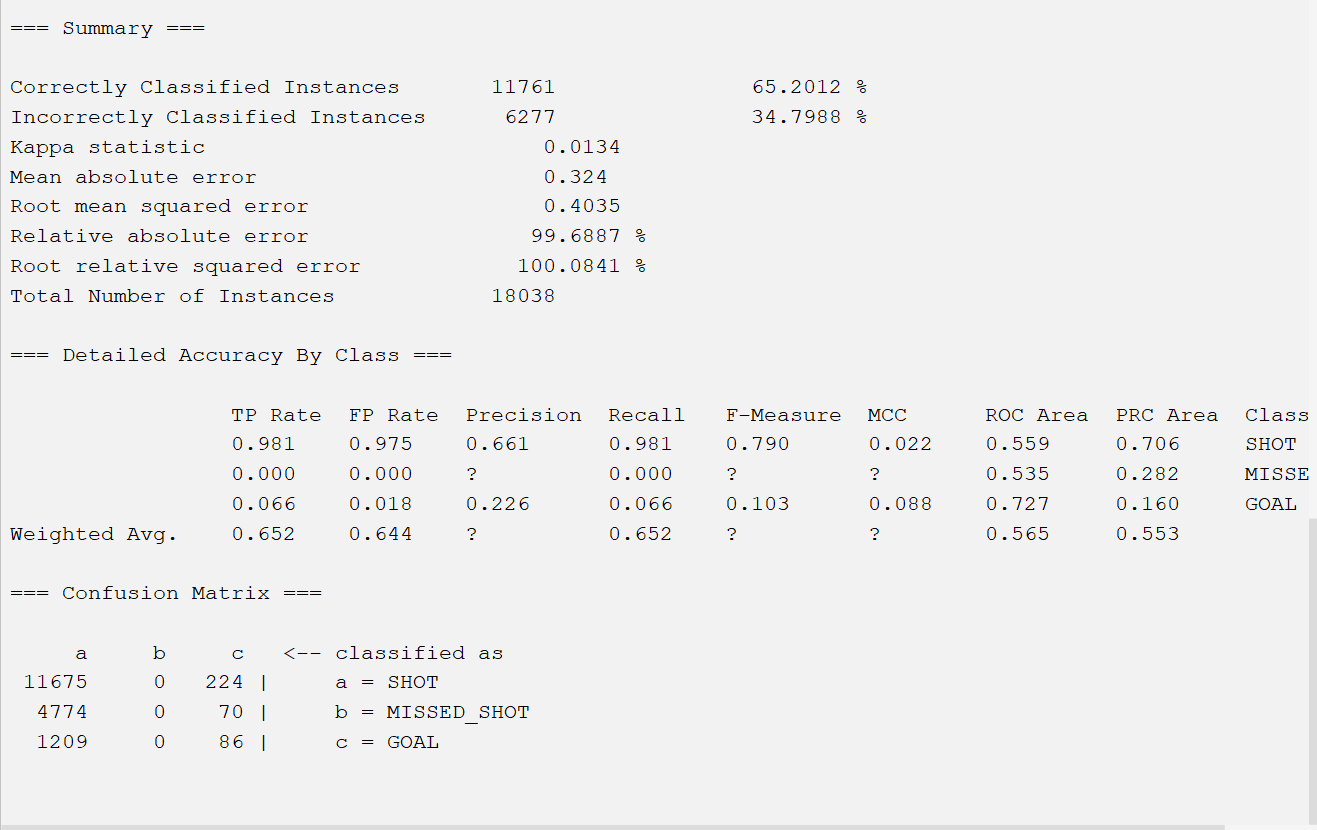 === Summary ===
Correctly Classified Instances 11761 65.2012 %
Incorrectly Classified Instances 6277 34.7988 %
Kappa statistic 0.0134
Mean absolute error 0.324
Root mean squared error 0.4035
Relative absolute error 99.6887 %
Root relative squared error 100.0841 %
Total Number of Instances 18038
=== Detailed Accuracy By Class ===
TP Rate FP Rate Precision Recall F-Measure MCC ROC Area PRC Area Class
0.981 0.975 0.661 0.981 0.790 0.022 0.559 0.706 SHOT
0.000 0.000 ? 0.000 ? ? 0.535 0.282 MISSE
0.066 0.018 0.226 0.066 0.103 0.088 0.727 0.160 GOAL
Weighted Avg. 0.652 0.644 ? 0.652 ? ? 0.565 0.553
=== Confusion Matrix ===
a b c <-- classified as
11675 0 224 | a = SHOT
4774 0 70 | b = MISSED_SHOT
1209 0 86 | c = GOAL